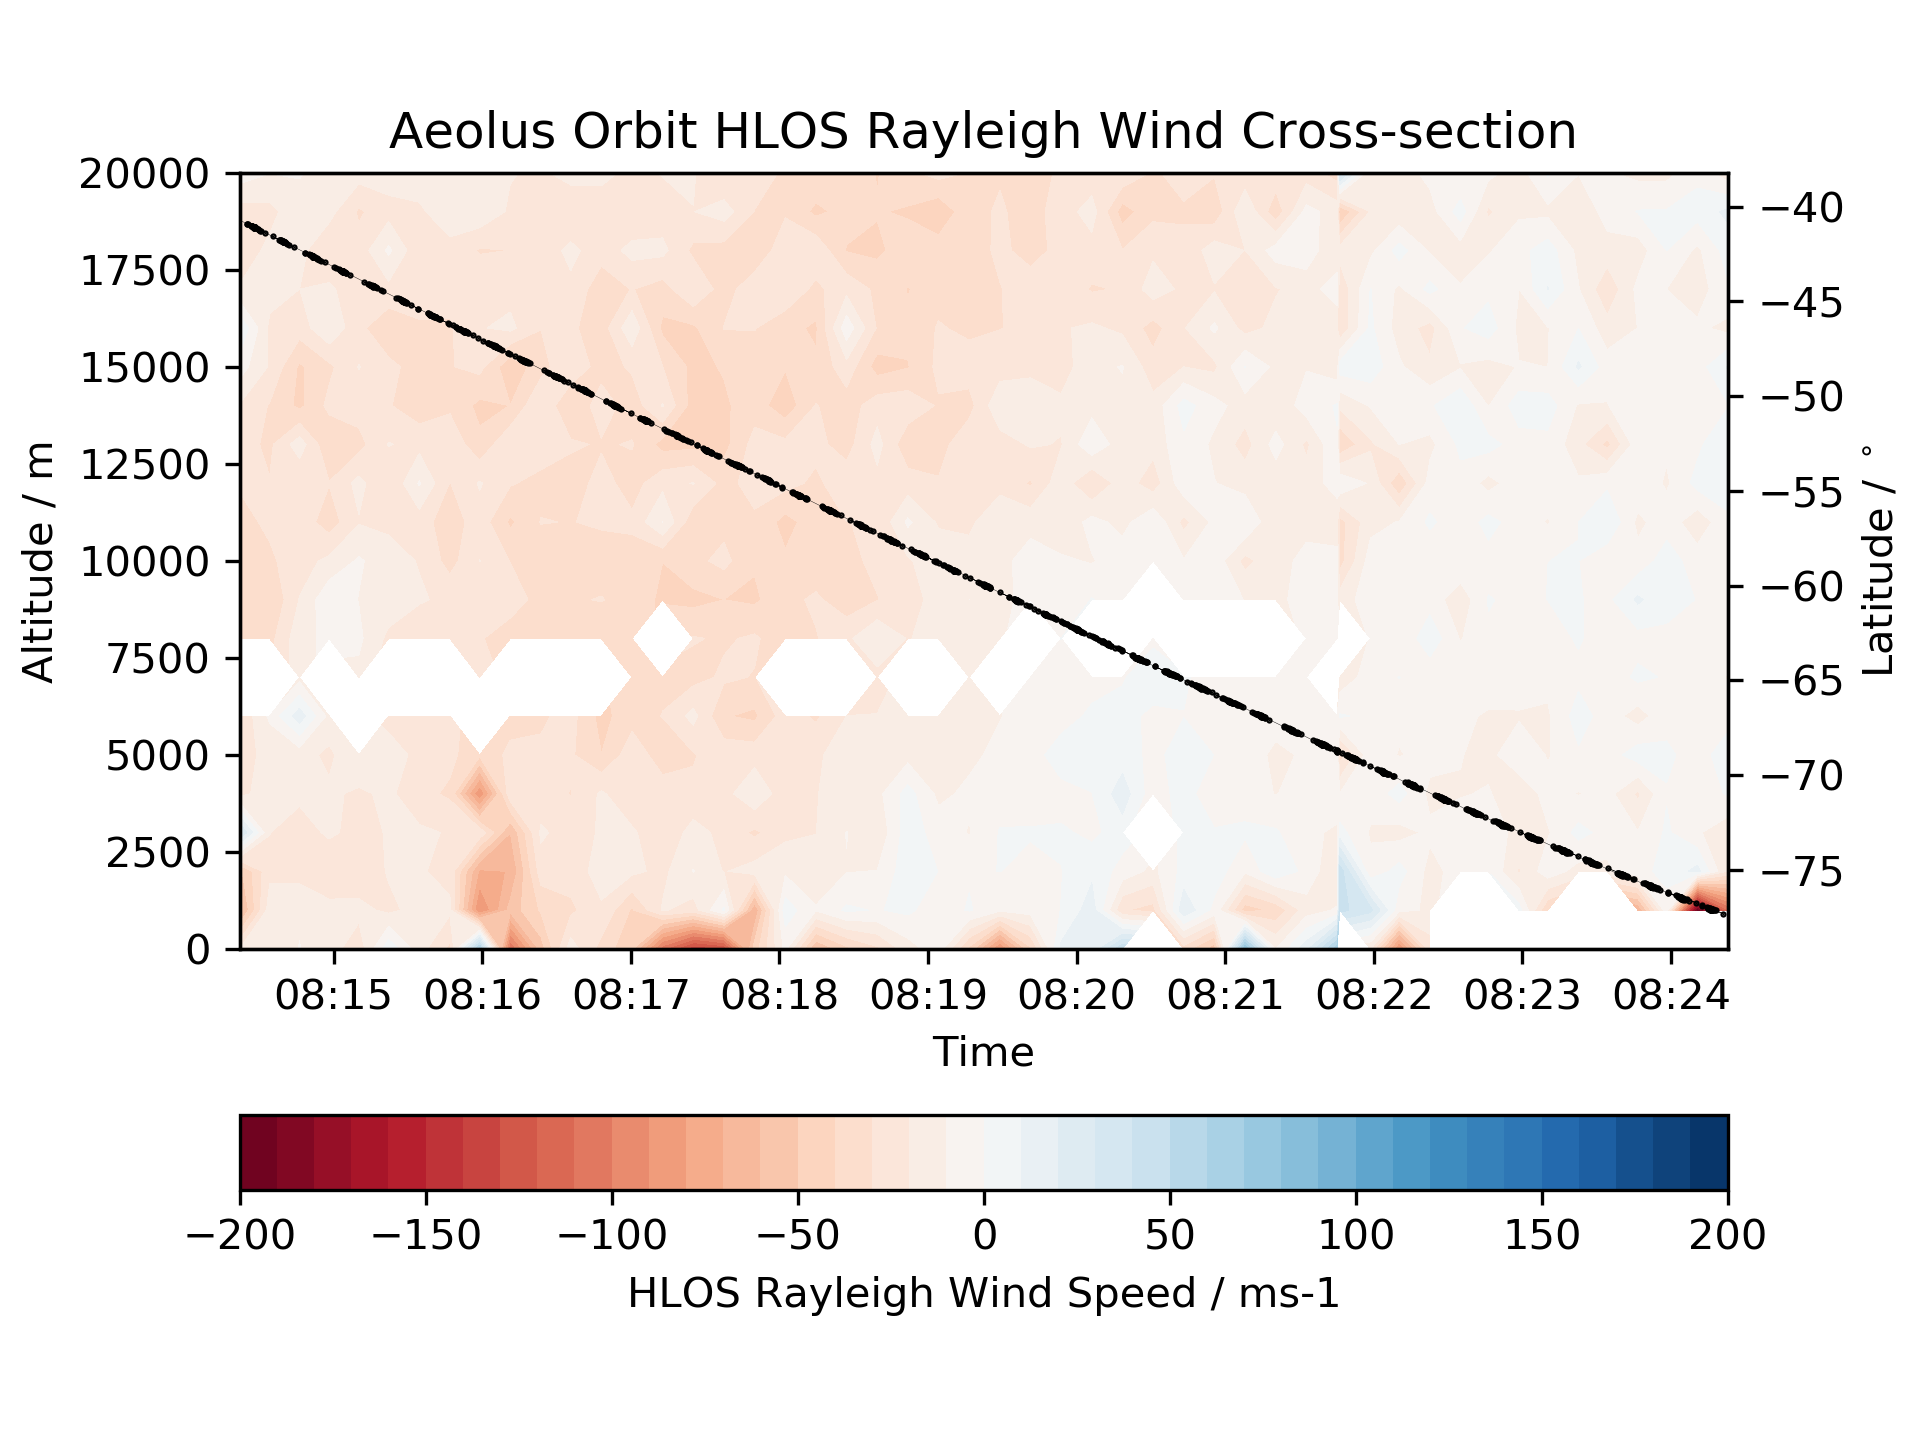 Aeolus Orbit HLOS Rayleigh Wind Cross-section
20000
17500
15000
12500
10000
7500
5000
2500
0
Altitude / m
−40
−45
−50
−55
−60
−65
−70
−75
Latitude / °
08:15 08:16 08:17 08:18 08:19 08:20 08:21 08:22 08:23 08:24
Time
−200 −150 −100 −50 0 50 100 150 200
HLOS Rayleigh Wind Speed / ms-1